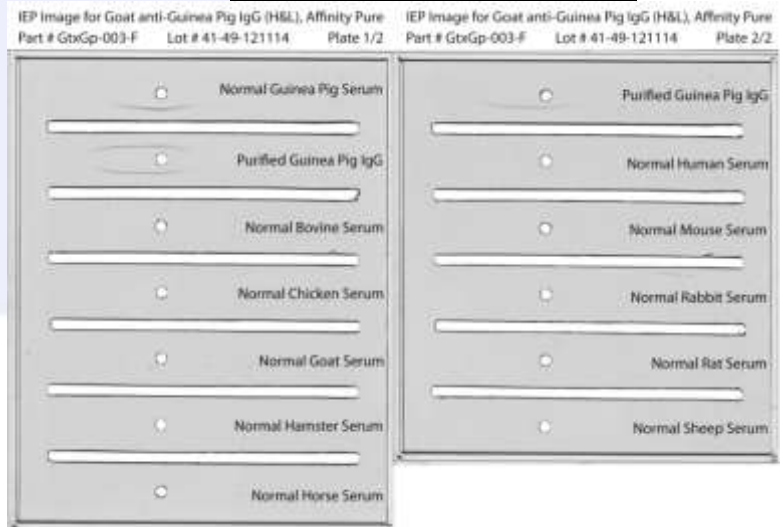 IEP Image for Goat anti-Guinea Pig IgG (H&L), Affinity Pure
Part # GtxGp-003-F Lot # 41-49-121114 Plate 1/2
Normal Guinea Pig Serum
Purified Guinea Pig IgG
Normal Bovine Serum
Normal Chicken Serum
Normal Goat Serum
Normal Hamster Serum
Normal Horse Serum
IEP Image for Goat anti-Guinea Pig IgG (H&L), Affinity Pure
Part # GtxGp-003-F Lot # 41-49-121114 Plate 2/2
Purified Guinea Pig IgG
Normal Human Serum
Normal Mouse Serum
Normal Rabbit Serum
Normal Rat Serum
Normal Sheep Serum